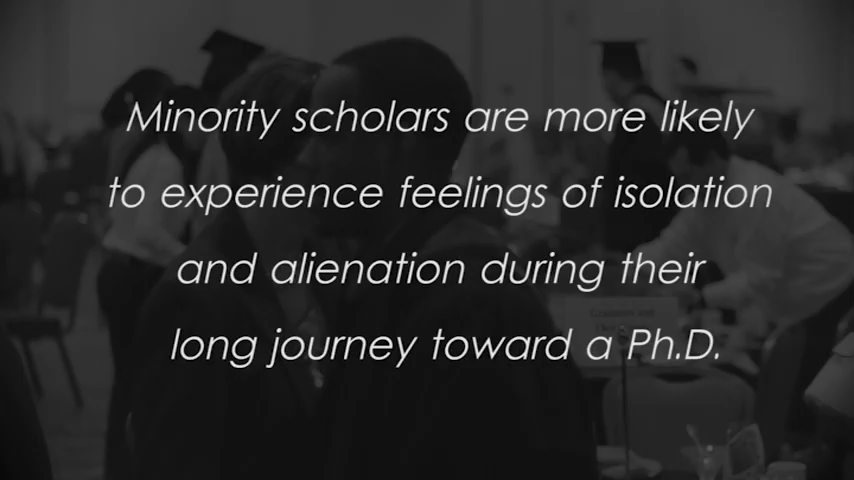 Minority scholars are more likely
to experience feelings of isolation
and alienation during their
long journey toward a Ph.D.